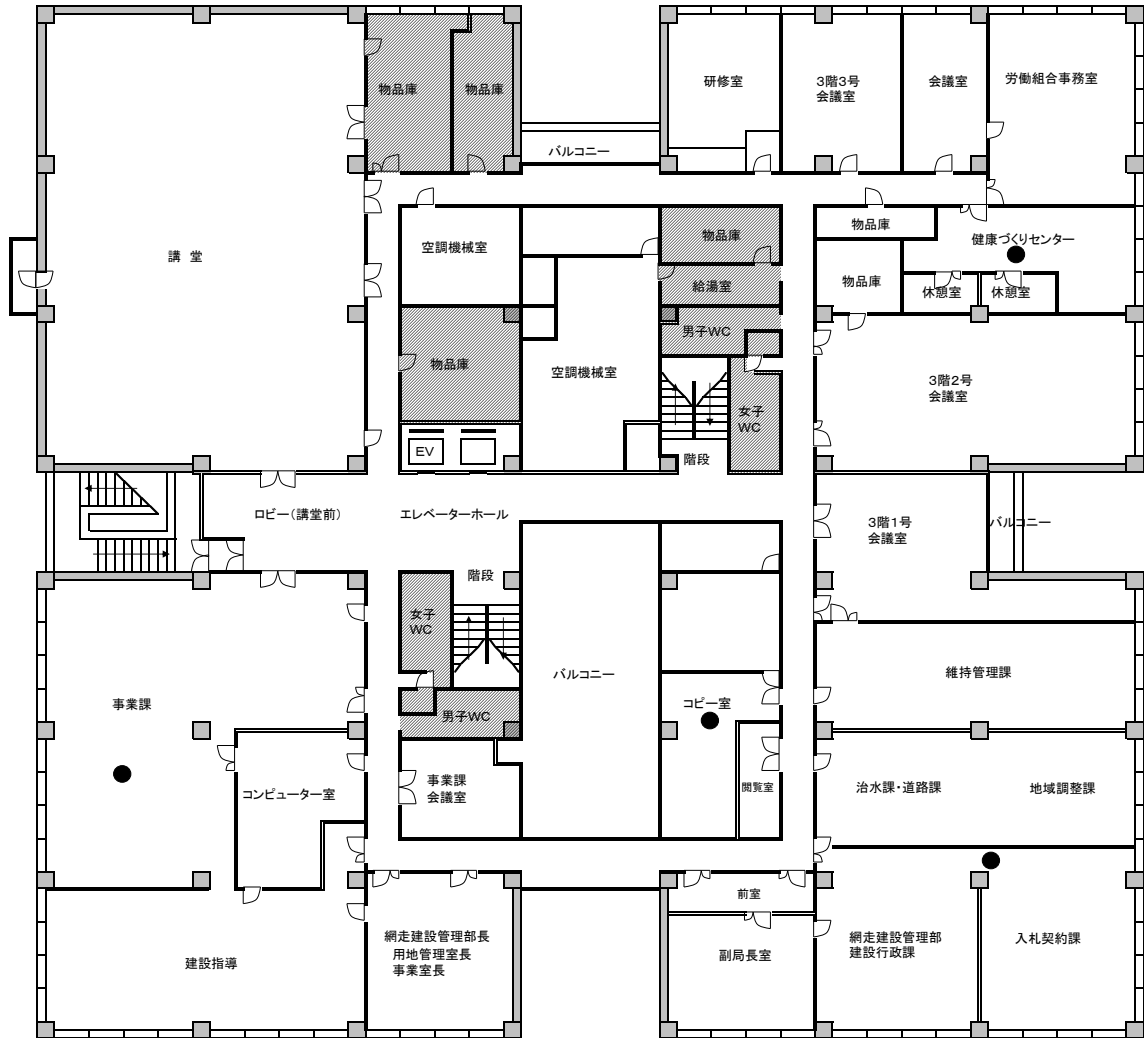 物品庫
物品庫
研修室
3階3号
会議室
会議室
労働組合事務室
バルコニー
講 堂
空調機械室
物品庫
給湯室
男子WC
物品庫
健康づくりセンター
物品庫
休憩室
休憩室
物品庫
空調機械室
女子
WC
3階2号
会議室
EV
階段
ロビー(講堂前)
エレベーターホール
3階1号
会議室
バルコニー
階段
女子
WC
バルコニー
維持管理課
事業課
コピー室
男子WC
事業課
会議室
コンピューター室
閲覧室
治水課・道路課
地域調整課
前室
網走建設管理部長
用地管理室長
事業室長
建設指導
副局長室
網走建設管理部
建設行政課
入札契約課